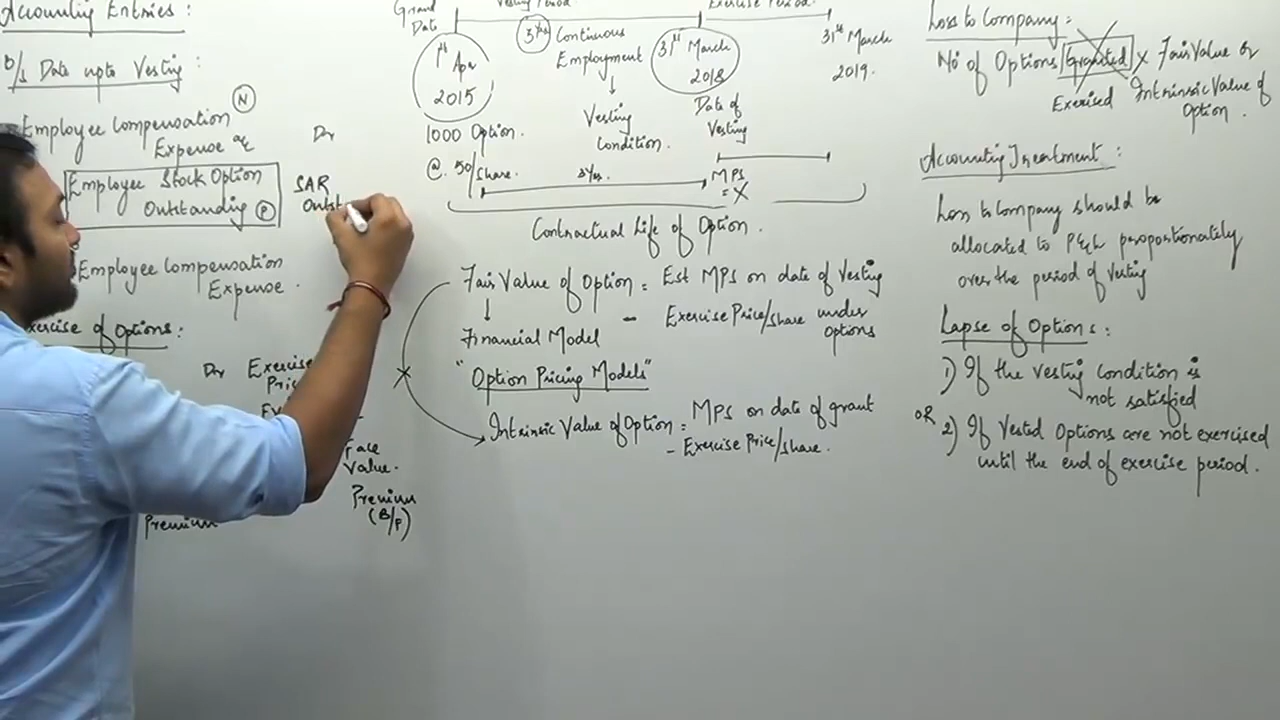 Accounting Entries :
B/s Date upto Vesting :
Employee Compensation (N)
Expense a/c Dr
Employee Stock Option
Outstanding (P)
SAR
Outst
Employee Compensation
Expense .
Exercise of Options :
Dr Exercise
Price
Face
Value .
Premium
(B/F)
Premium
Grand
Date
Vesting Period
Exercise Period
1st Apr
2015
3 yrs Continuous
Employment
Vesting
Condition .
31st March
2018
Date of
Vesting
31st March
2019 .
1000 Option .
@ . 50/share .
3 yrs .
MPS
= X
Contractual Life of Option .
Fair Value of Option = Est MPS on date of Vesting
- Exercise Price/share under
options
Financial Model
"Option Pricing Models"
Intrinsic Value of Option = MPS on date of grant
- Exercise Price/share .
Loss to Company :
No of Options Granted x Fair Value or
Exerised Intrinsic Value of
Option .
Accounting Treatment :
Loss to Company should be
allocated to P&L proportionately
over the period of vesting
Lapse of Options :
1) If the vesting condition is
not satisfied
OR
2) If Vested Options are not exercised
until the end of exercise period .